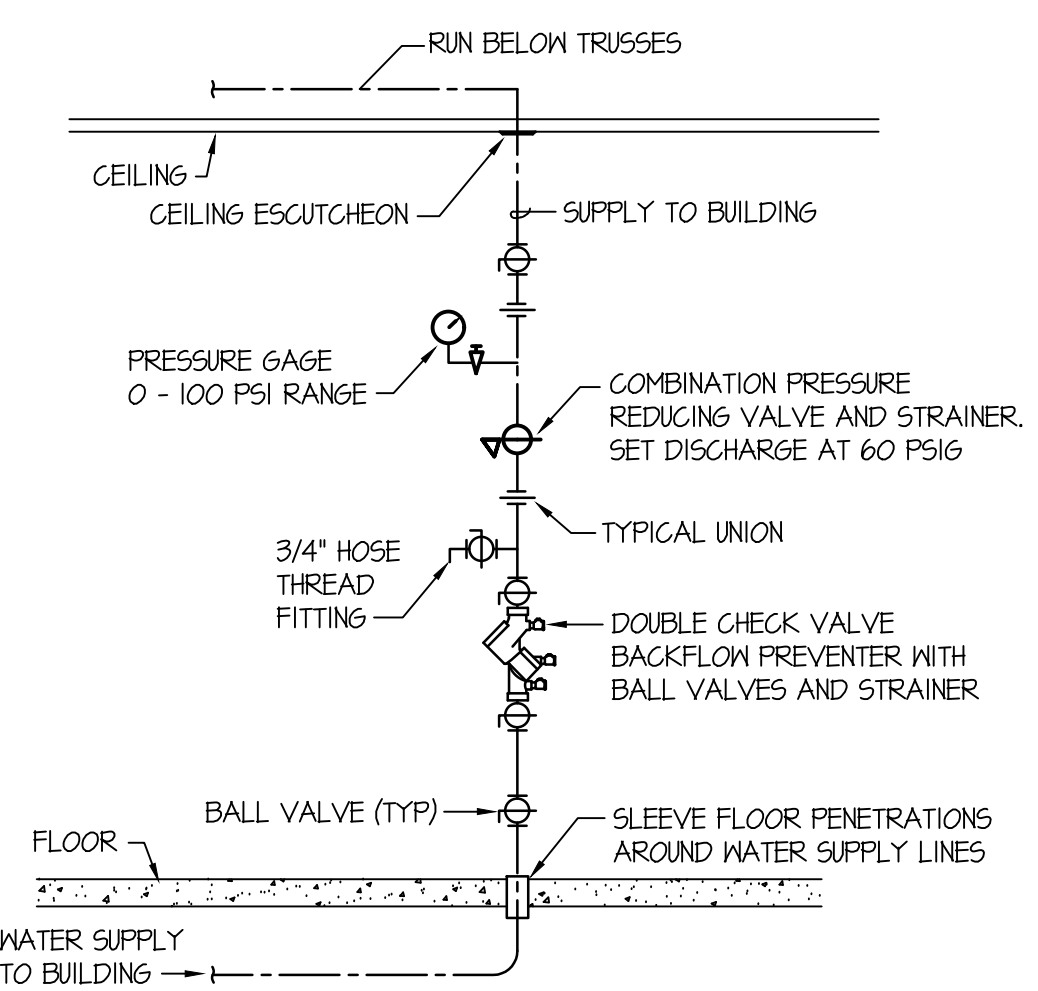 RUN BELOW TRUSSES
CEILING
CEILING ESCUTCHEON
SUPPLY TO BUILDING
PRESSURE GAGE
0 - 100 PSI RANGE
COMBINATION PRESSURE
REDUCING VALVE AND STRAINER.
SET DISCHARGE AT 60 PSIG
TYPICAL UNION
3/4" HOSE
THREAD
FITTING
DOUBLE CHECK VALVE
BACKFLOW PREVENTER WITH
BALL VALVES AND STRAINER
BALL VALVE (TYP)
SLEEVE FLOOR PENETRATIONS
AROUND WATER SUPPLY LINES
FLOOR
WATER SUPPLY
TO BUILDING